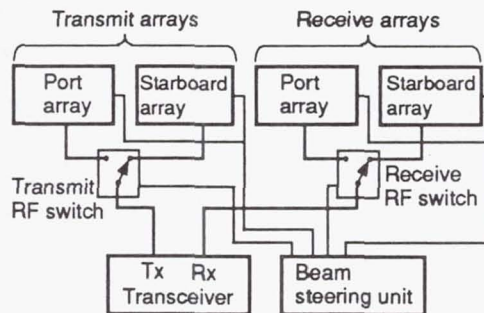 Transmit arrays
Receive arrays
Port
array
Starboard
array
Port
array
Starboard
array
Transmit
RF switch
Receive
RF switch
Tx Rx
Transceiver
Beam
steering unit